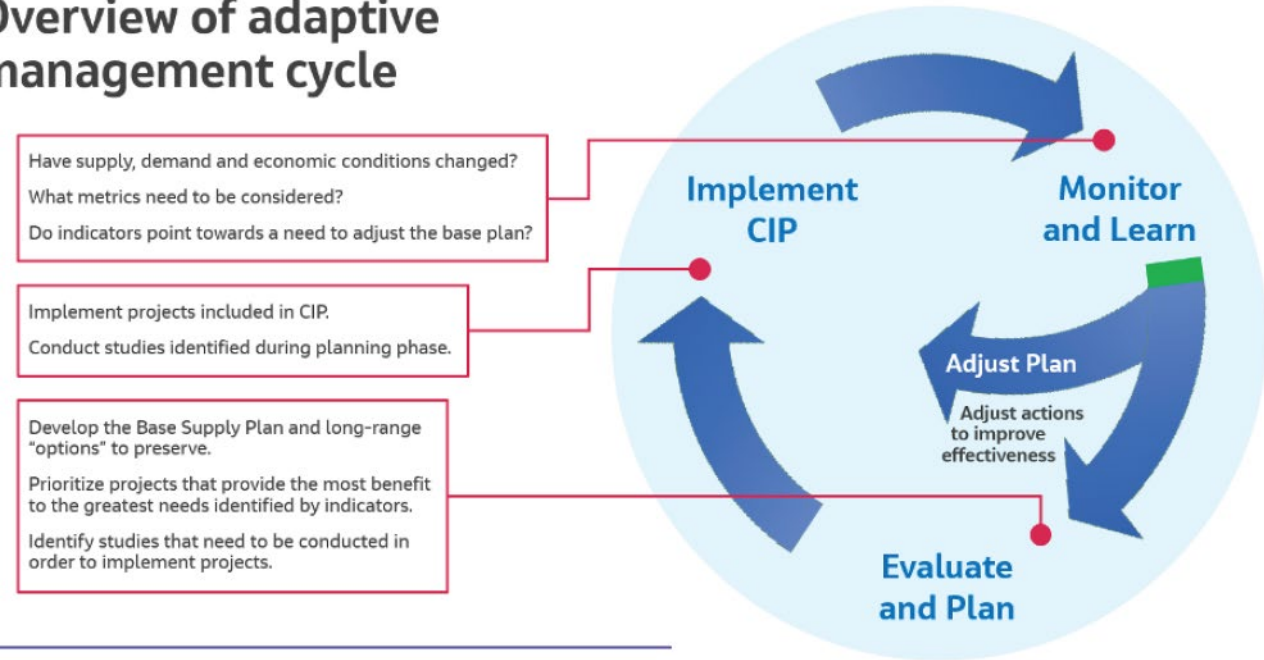 Overview of adaptive
management cycle
Have supply, demand and economic conditions changed?
What metrics need to be considered?
Do indicators point towards a need to adjust the base plan?
Implement projects included in CIP.
Conduct studies identified during planning phase.
Develop the Base Supply Plan and long-range
“options” to preserve.
Prioritize projects that provide the most benefit
to the greatest needs identified by indicators.
Identify studies that need to be conducted in
order to implement projects.
Implement
CIP
Monitor
and Learn
Adjust Plan
Adjust actions
to improve
effectiveness
Evaluate
and Plan